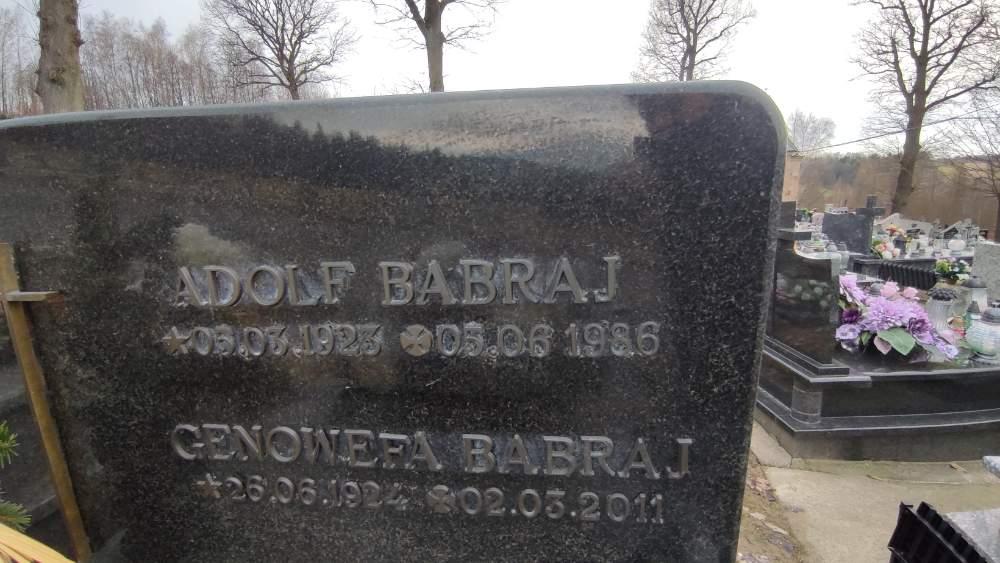 ADOLF BABRAJ
★03.03.1923 ✠05.06 1986
GENOWEFA BABRAJ
★26.06.1924 ✠02.03.2011